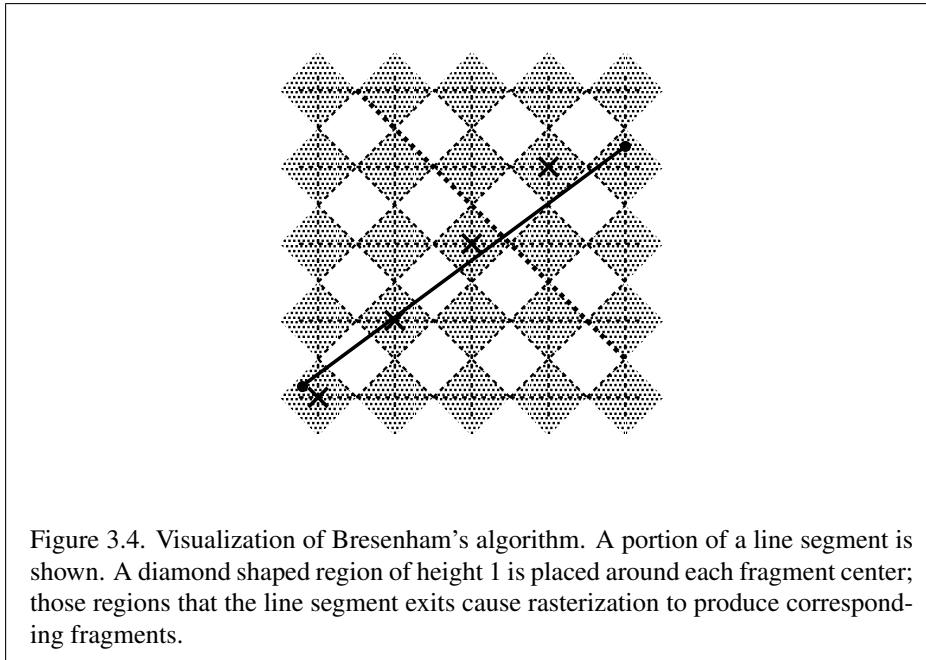 Figure 3.4. Visualization of Bresenham's algorithm. A portion of a line segment is
shown. A diamond shaped region of height 1 is placed around each fragment center;
those regions that the line segment exits cause rasterization to produce correspond-
ing fragments.